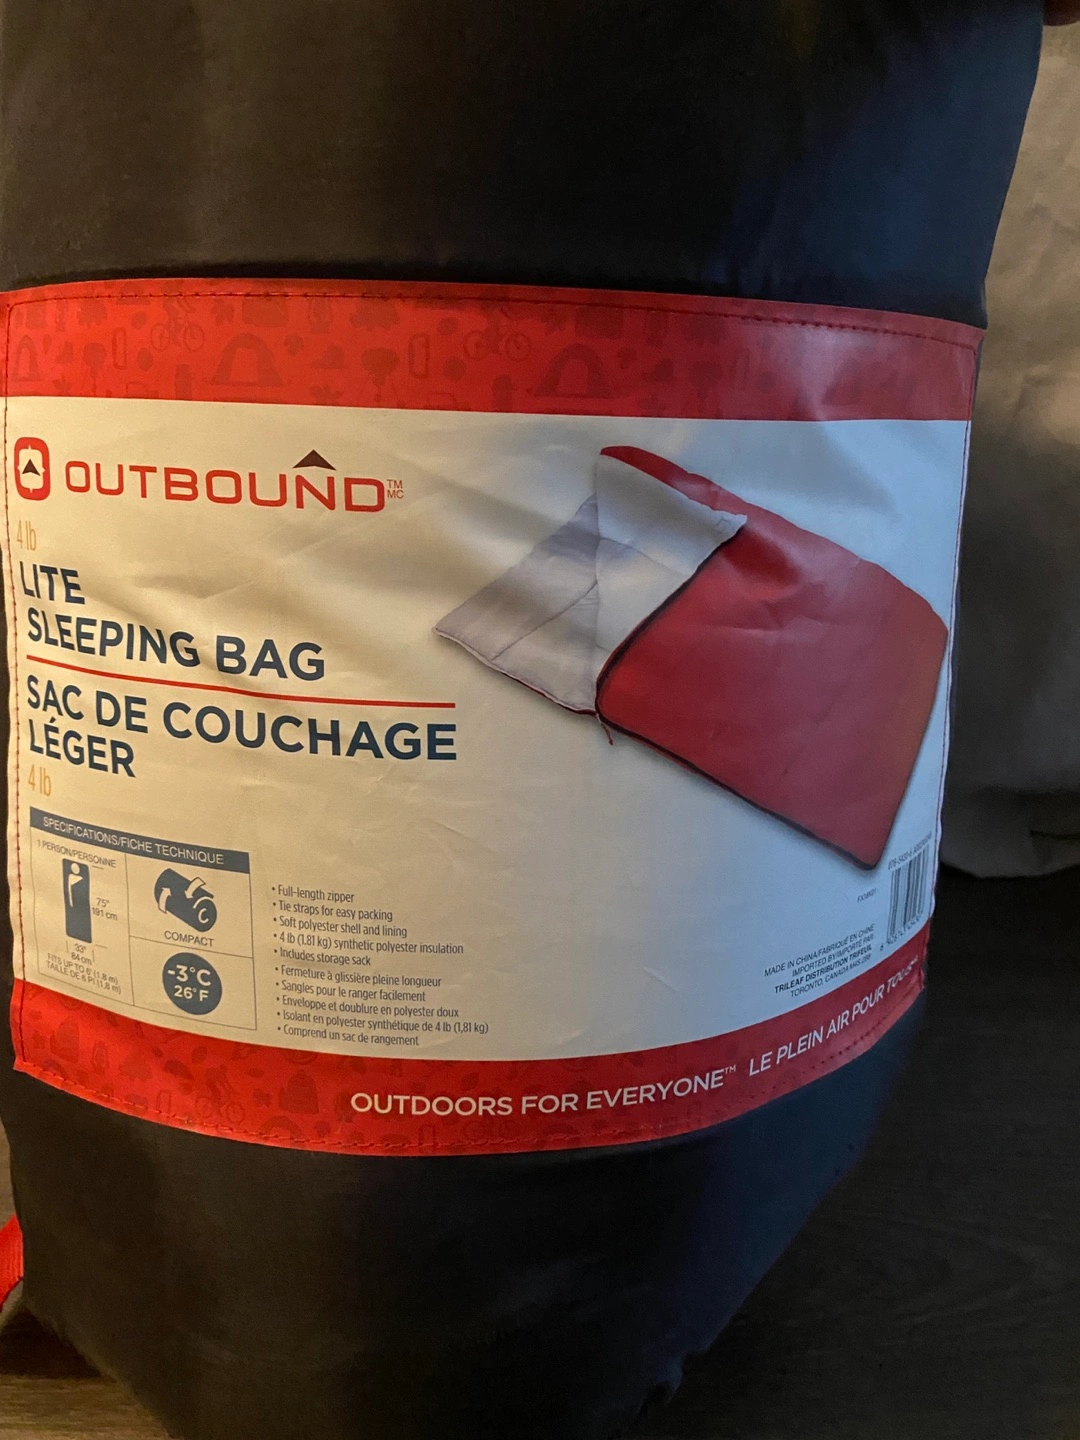 OUTBOUND TM MC
4 lb
LITE
SLEEPING BAG
SAC DE COUCHAGE
LÉGER
4 lb
SPECIFICATIONS/FICHE TECHNIQUE
1 PERSON/PERSONNE
75"
191 cm
33"
84 cm
FITS UP TO 6' (1,8 m)
TAILLE DE 6 PI (1,8 m)
COMPACT
-3°C
26°F
• Full-length zipper
• Tie straps for easy packing
• Soft polyester shell and lining
• 4 lb (1.81 kg) synthetic polyester insulation
• Includes storage sack
• Fermeture à glissière pleine longueur
• Sangles pour le ranger facilement
• Enveloppe et doublure en polyester doux
• Isolant en polyester synthétique de 4 lb (1,81 kg)
• Comprend un sac de rangement
MADE IN CHINA/FABRIQUÉ EN CHINE
IMPORTED BY/IMPORTÉ PAR
TRILEAF DISTRIBUTION TRIFEUIL
TORONTO, CANADA
OUTDOORS FOR EVERYONE™ LE PLEIN AIR POUR